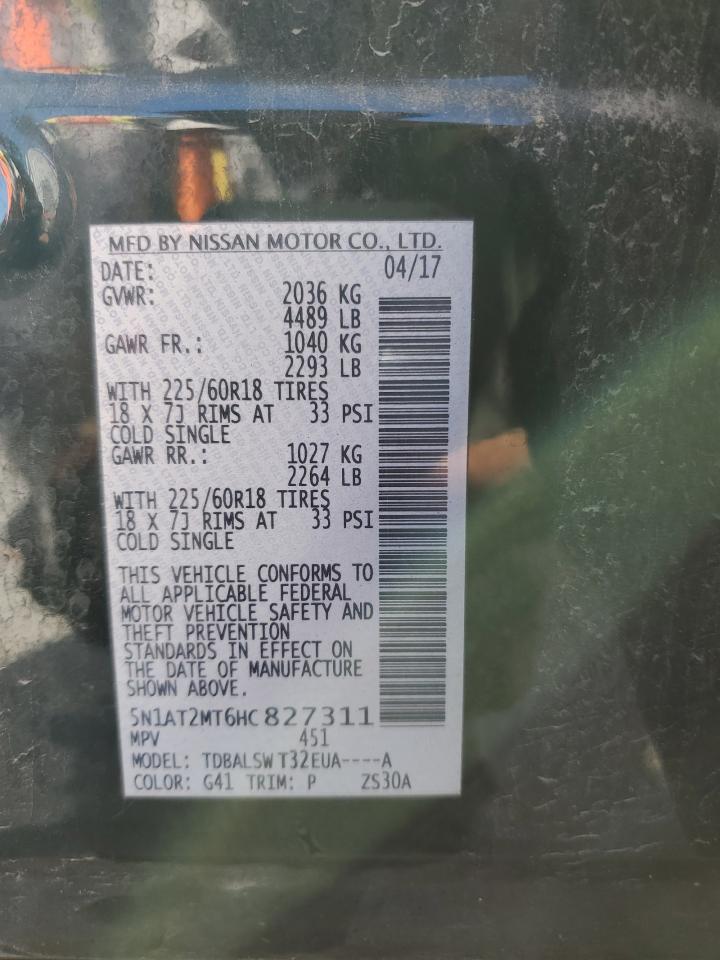 MFD BY NISSAN MOTOR CO., LTD.
DATE: 04/17
GVWR: 2036 KG
4489 LB
GAWR FR.: 1040 KG
2293 LB
WITH 225/60R18 TIRES
18 X 7J RIMS AT 33 PSI
COLD SINGLE
GAWR RR.: 1027 KG
2264 LB
WITH 225/60R18 TIRES
18 X 7J RIMS AT 33 PSI
COLD SINGLE
THIS VEHICLE CONFORMS TO
ALL APPLICABLE FEDERAL
MOTOR VEHICLE SAFETY AND
THEFT PREVENTION
STANDARDS IN EFFECT ON
THE DATE OF MANUFACTURE
SHOWN ABOVE.
5N1AT2MT6HC827311
MPV 451
MODEL: TDBALSW T32EUA----A
COLOR: G41 TRIM: P ZS30A